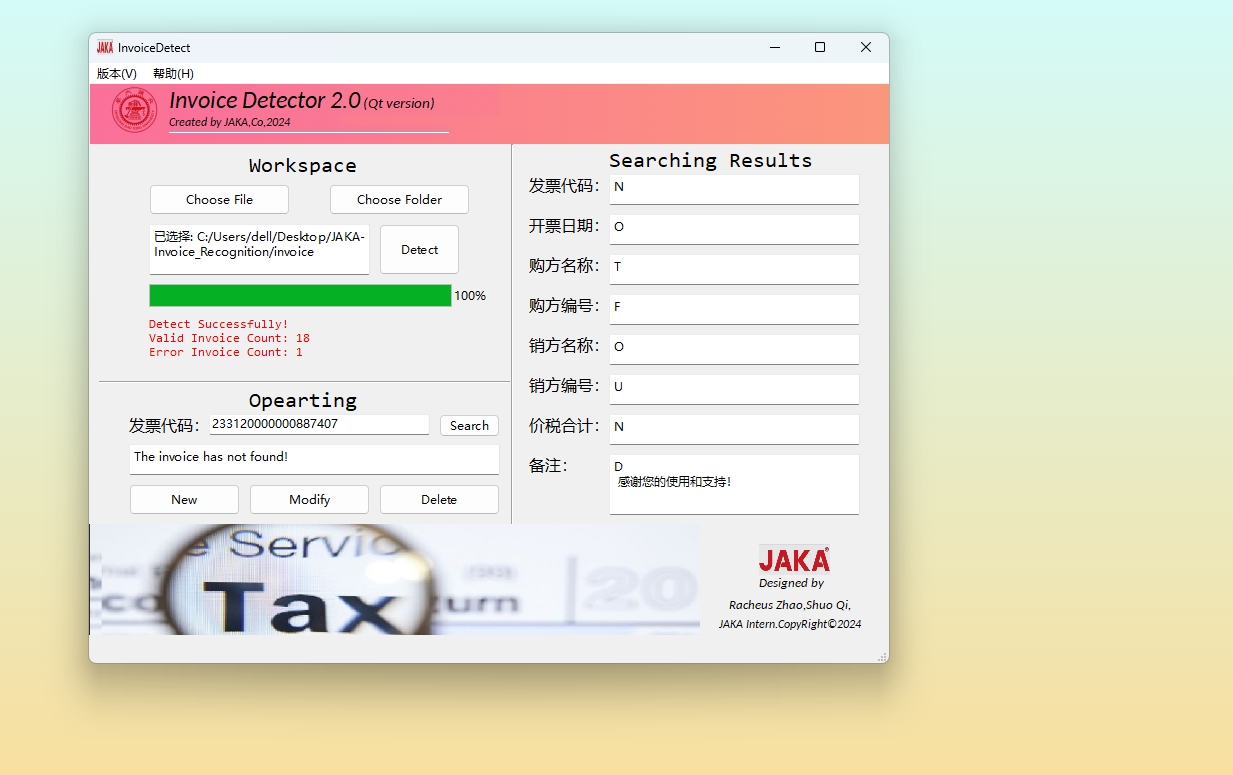 JAKA InvoiceDetect
版本(V) 帮助(H)
Invoice Detector 2.0 (Qt version)
Created by JAKA,Co,2024
Workspace
Choose File
Choose Folder
已选择: C:/Users/dell/Desktop/JAKA-
Invoice_Recognition/invoice
Detect
100%
Detect Successfully!
Valid Invoice Count: 18
Error Invoice Count: 1
Opearting
发票代码: 233120000000887407 Search
The invoice has not found!
New Modify Delete
Searching Results
发票代码: N
开票日期: O
购方名称: T
购方编号: F
销方名称: O
销方编号: U
价税合计: N
备注: D
感谢您的使用和支持!
e Servic
Tax
co
urn
20
JAKA
Designed by
Racheus Zhao,Shuo Qi,
JAKA Intern.CopyRight©2024